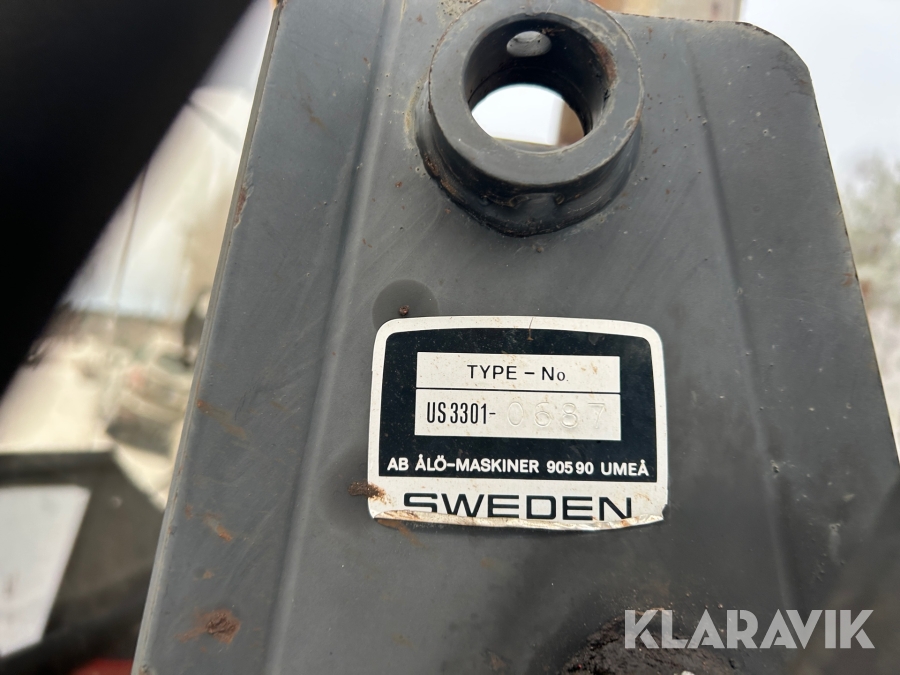 TYPE - No.
US 3301- 0687
AB ÅLÖ-MASKINER 905 90 UMEÅ
SWEDEN
KLARAVIK